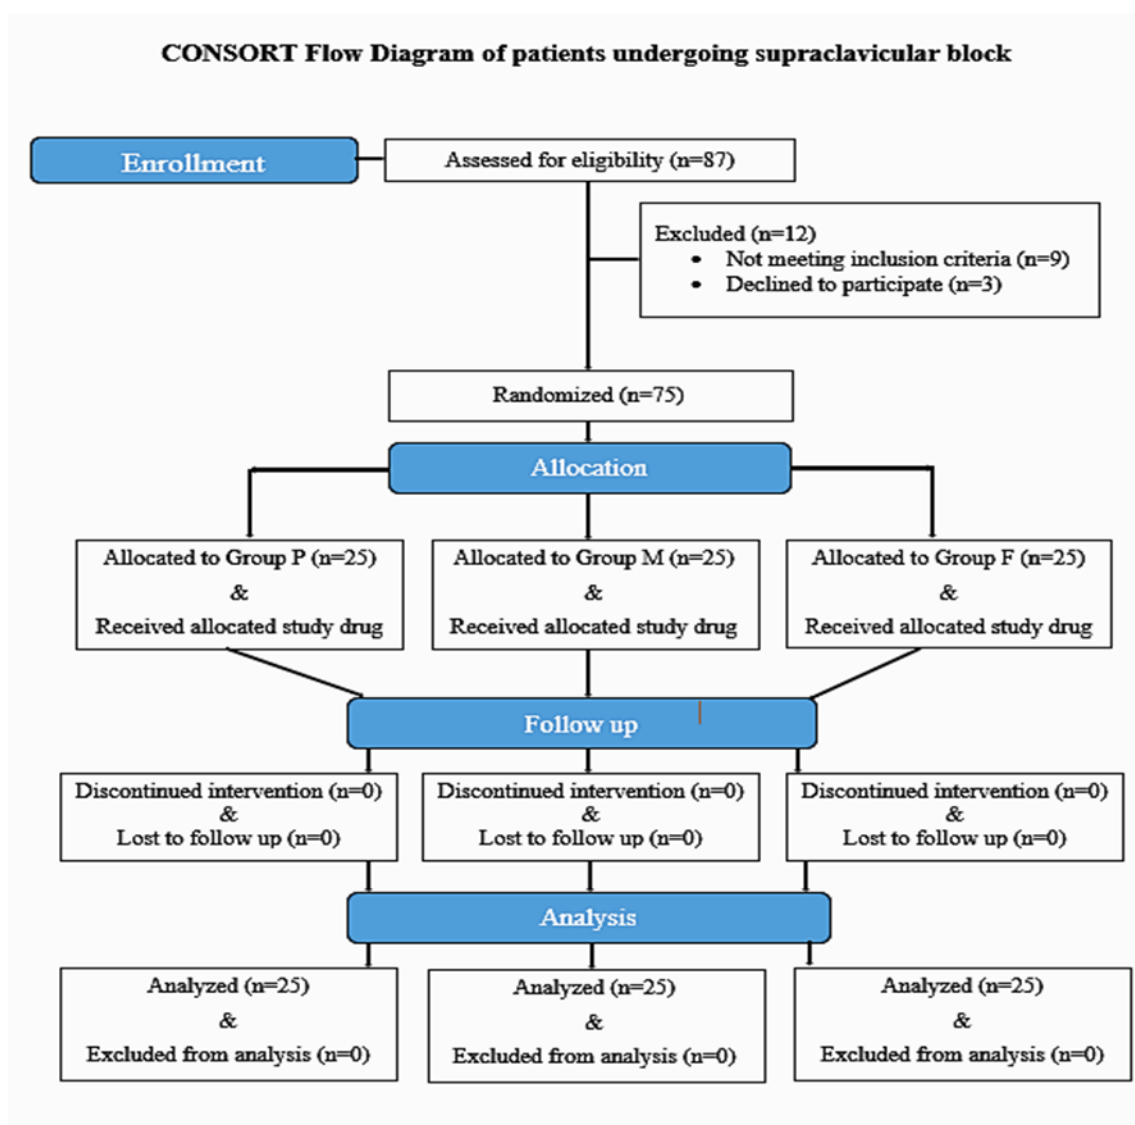 CONSORT Flow Diagram of patients undergoing supraclavicular block
Enrollment
Assessed for eligibility (n=87)
Excluded (n=12)
• Not meeting inclusion criteria (n=9)
• Declined to participate (n=3)
Randomized (n=75)
Allocation
Allocated to Group P (n=25)
&
Received allocated study drug
Allocated to Group M (n=25)
&
Received allocated study drug
Allocated to Group F (n=25)
&
Received allocated study drug
Follow up
Discontinued intervention (n=0)
&
Lost to follow up (n=0)
Discontinued intervention (n=0)
&
Lost to follow up (n=0)
Discontinued intervention (n=0)
&
Lost to follow up (n=0)
Analysis
Analyzed (n=25)
&
Excluded from analysis (n=0)
Analyzed (n=25)
&
Excluded from analysis (n=0)
Analyzed (n=25)
&
Excluded from analysis (n=0)